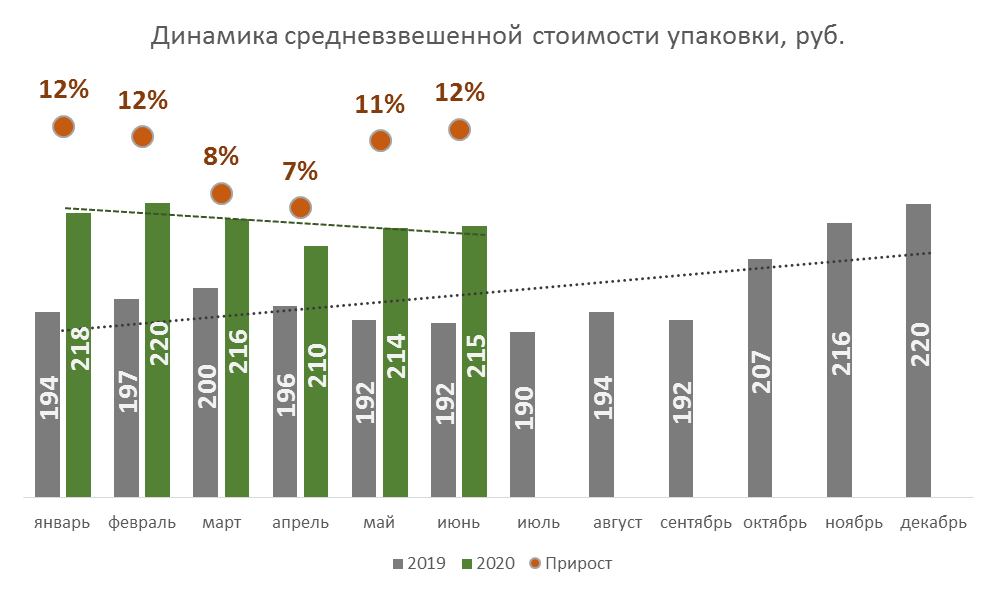 Динамика средневзвешенной стоимости упаковки, руб.
12% 12% 8% 7% 11% 12%
194 218 197 220 200 216 196 210 192 214 192 215 190 194 192 207 216 220
январь февраль март апрель май июнь июль август сентябрь октябрь ноябрь декабрь
2019 2020 Прирост